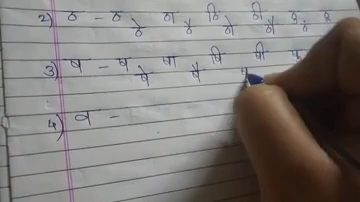 2) ठ - ठ ठा ठि ठी ठु ठू
ठे ठै ठो ठौ ठं
3) ष - ष षा षि षी
षे षै
4) व -